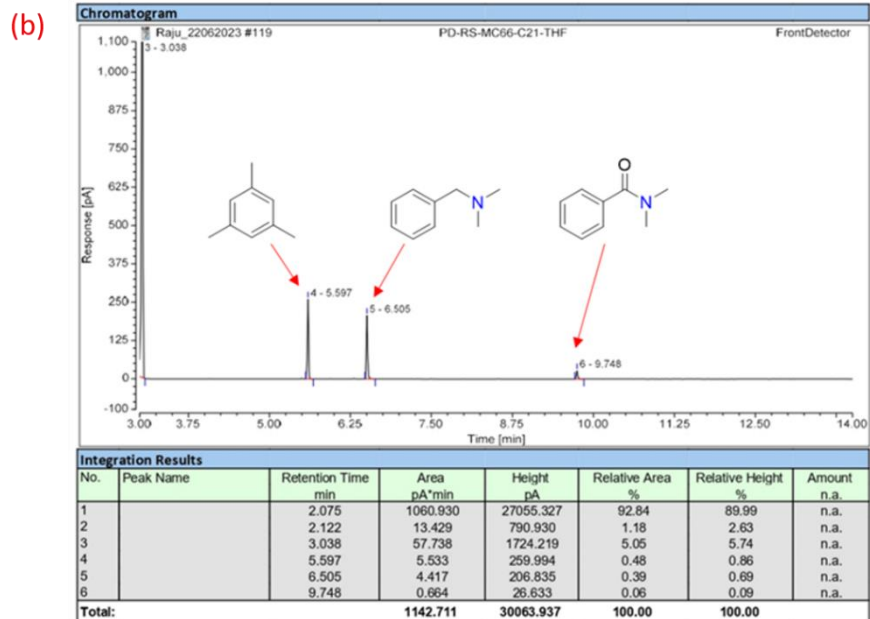 (b)
Chromatogram
Raju_22062023 #119 PD-RS-MC66-C21-THF FrontDetector
1,100
1,000
875
750
625
500
375
250
125
0
-100
Response [pA]
3 - 3.038
4 - 5.597
5 - 6.505
6 - 9.748
N
O
N
3.00 3.75 5.00 6.25 7.50 8.75 10.00 11.25 12.50 14.00
Time [min]
Integration Results
No. Peak Name Retention Time Area Height Relative Area Relative Height Amount
min pA*min pA % % n.a.
1 2.075 1060.930 27055.327 92.84 89.99 n.a.
2 2.122 13.429 790.930 1.18 2.63 n.a.
3 3.038 57.738 1724.219 5.05 5.74 n.a.
4 5.597 5.533 259.994 0.48 0.86 n.a.
5 6.505 4.417 206.835 0.39 0.69 n.a.
6 9.748 0.664 26.633 0.06 0.09 n.a.
Total: 1142.711 30063.937 100.00 100.00